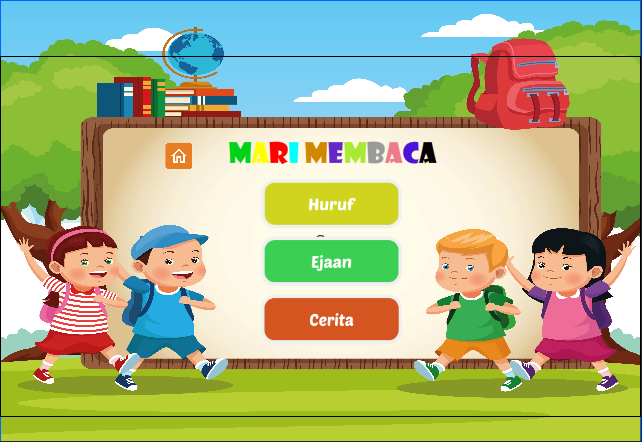 MARI MEMBACA
Huruf
Ejaan
Cerita